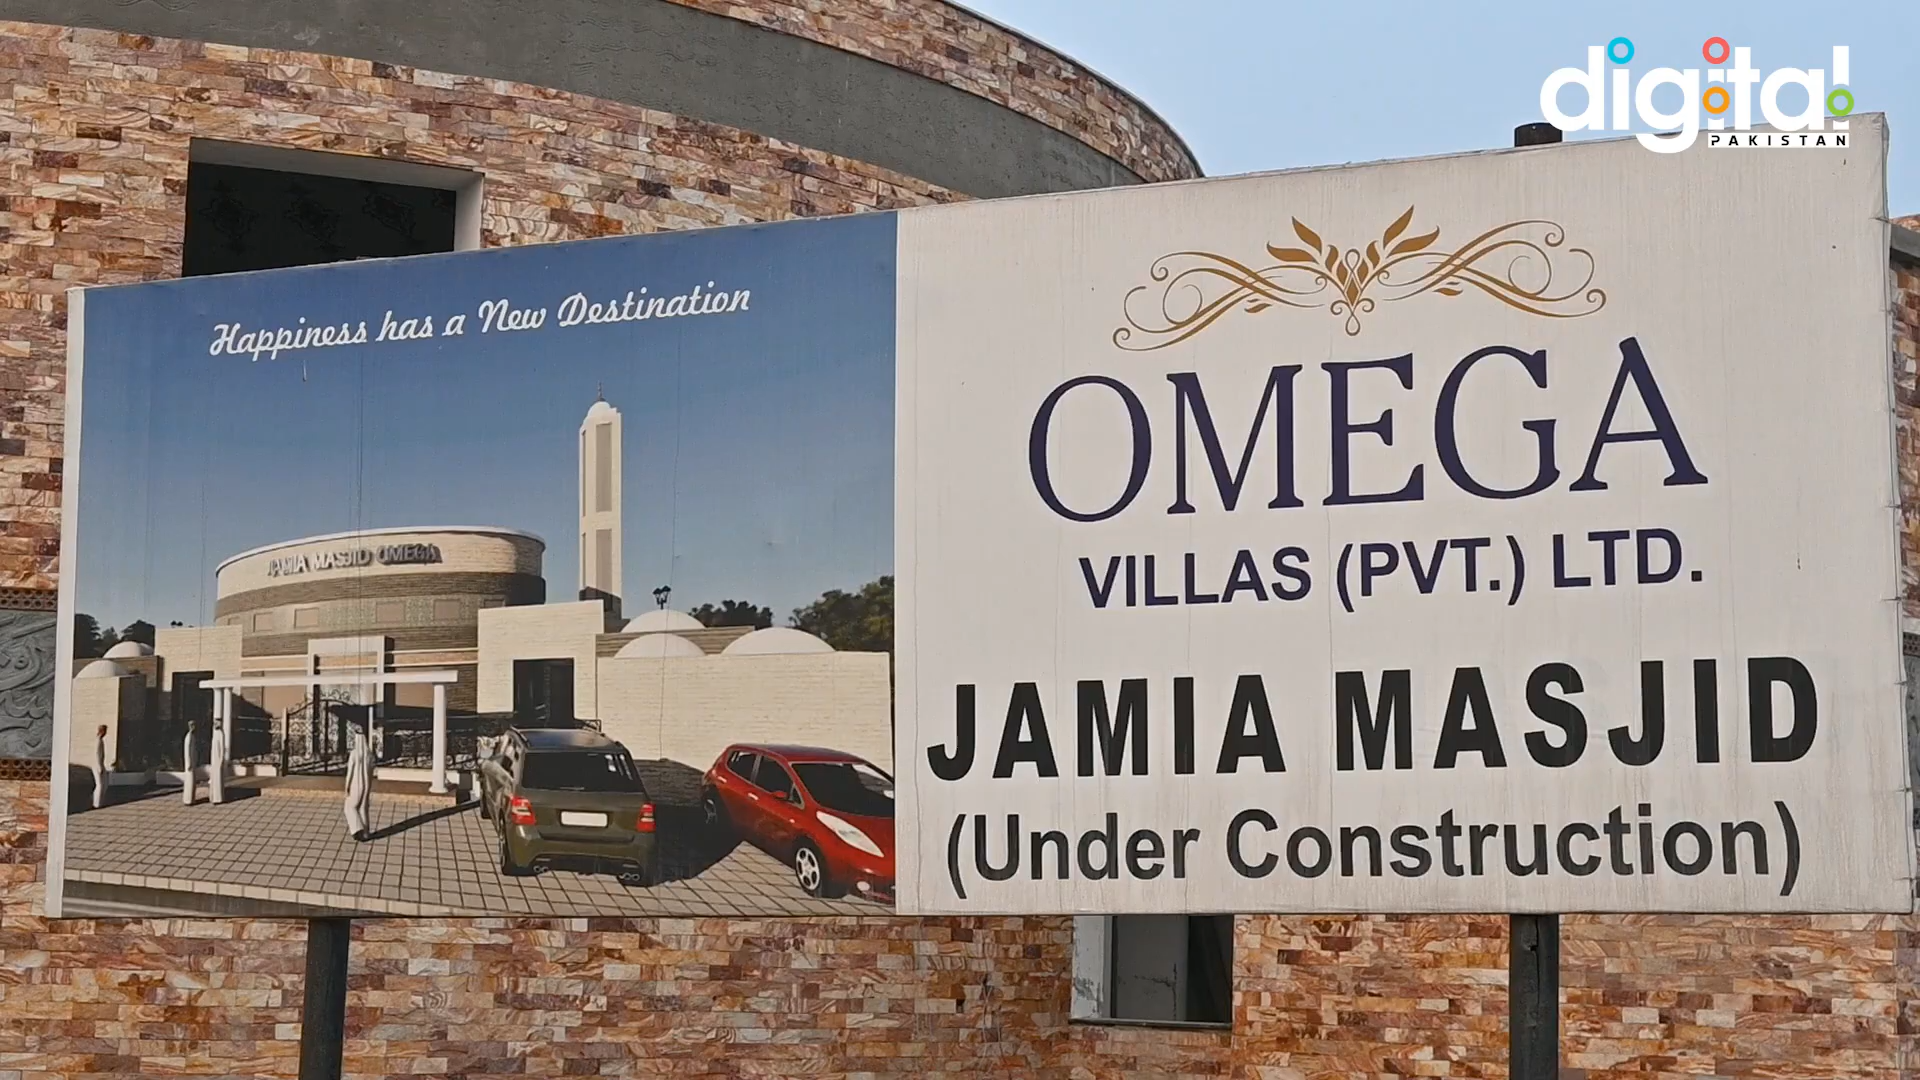 digital
PAKISTAN
Happiness has a New Destination
JAMIA MASJID OMEGA
OMEGA
VILLAS (PVT.) LTD.
JAMIA MASJID
(Under Construction)